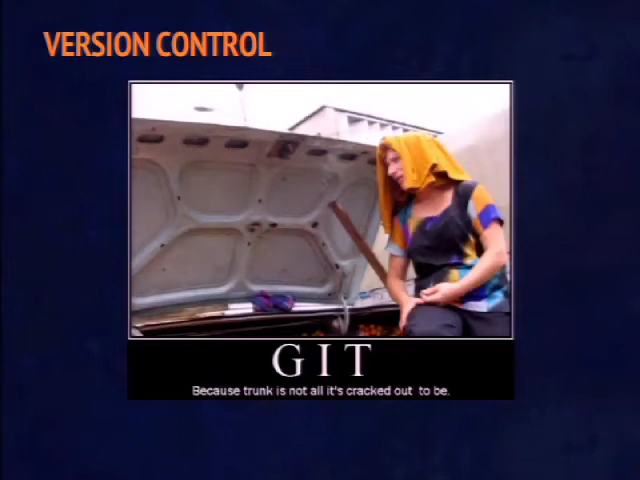 VERSION CONTROL
GIT
Because trunk is not all it's cracked out to be.